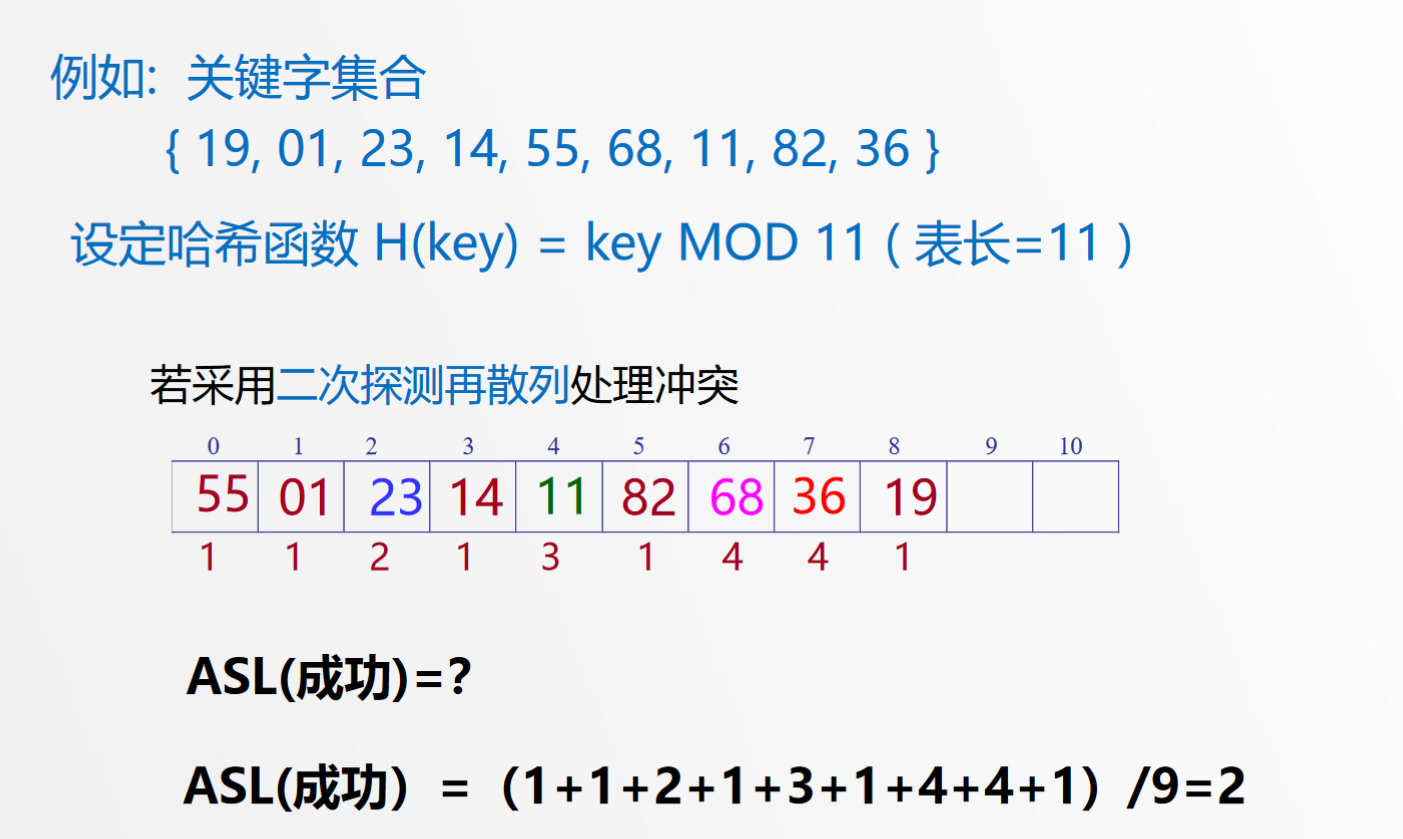 例如: 关键字集合
{ 19, 01, 23, 14, 55, 68, 11, 82, 36 }
设定哈希函数 H(key) = key MOD 11 ( 表长=11 )
若采用二次探测再散列处理冲突
0 1 2 3 4 5 6 7 8 9 10
55 01 23 14 11 82 68 36 19
1 1 2 1 3 1 4 4 1
ASL(成功)=?
ASL(成功) = (1+1+2+1+3+1+4+4+1) /9=2